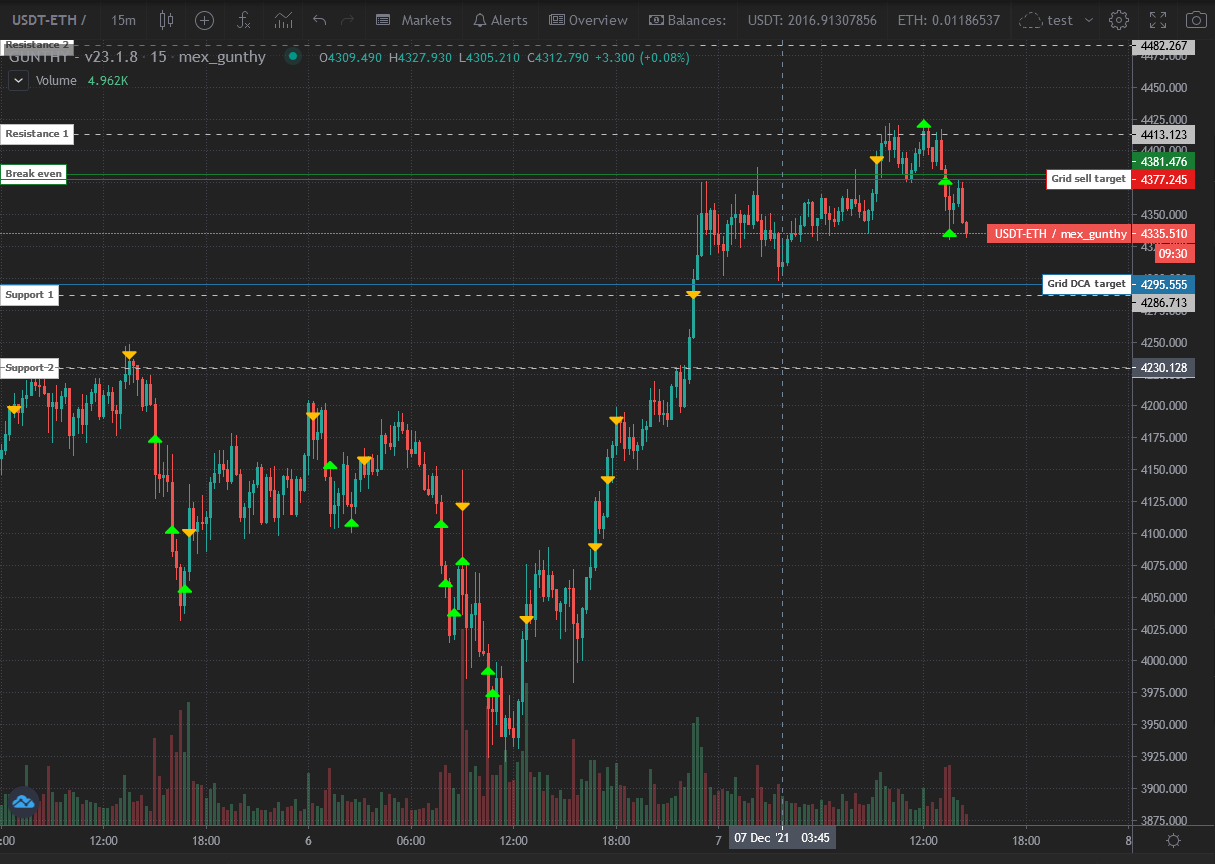 USDT-ETH / 15m Markets Alerts Overview Balances: USDT: 2016.91307856 ETH: 0.01186537 test
Resistance 2
4482.267
GUNTHY - v23.1.8 · 15 · mex_gunthy O4309.490 H4327.930 L4305.210 C4312.790 +3.300 (+0.08%)
4475.000
Volume 4.962K
4450.000
4425.000
Resistance 1
4413.123
4400.000
4381.476
Break even
Grid sell target 4377.245
4350.000
USDT-ETH / mex_gunthy 4335.510
09:30
Grid DCA target 4295.555
Support 1
4286.713
4275.000
4250.000
Support 2
4230.128
4200.000
4175.000
4150.000
4125.000
4100.000
4075.000
4050.000
4025.000
4000.000
3975.000
3950.000
3925.000
3900.000
3875.000
:00 12:00 18:00 6 06:00 12:00 18:00 7 07 Dec '21 03:45 12:00 18:00 8